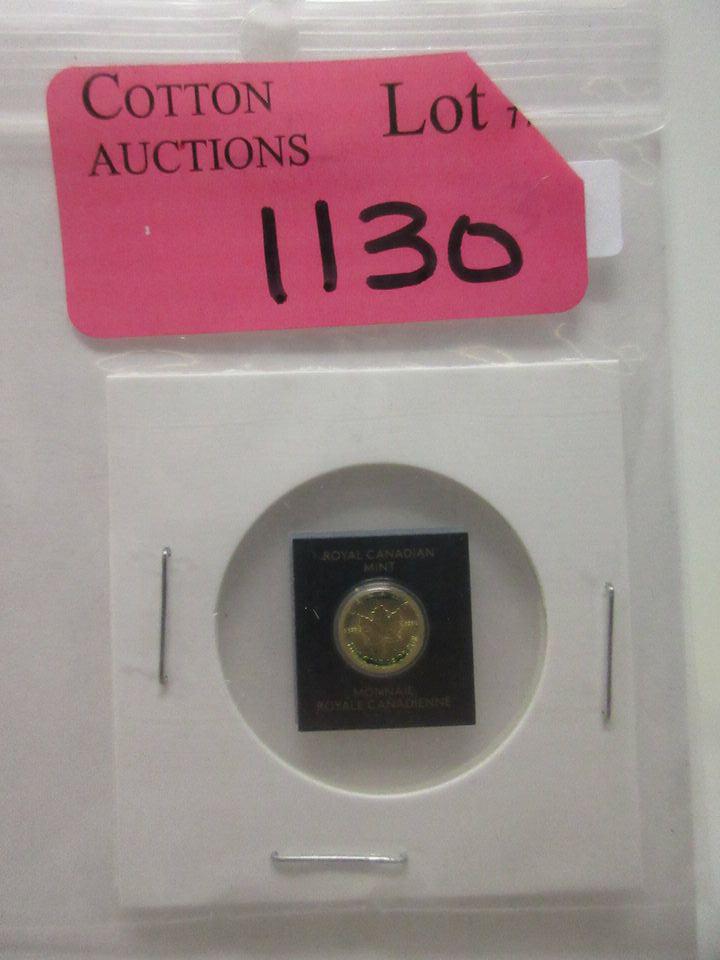 COTTON
AUCTIONS
Lot
1130
ROYAL CANADIAN
MINT
MONNAIE
ROYALE CANADIENNE